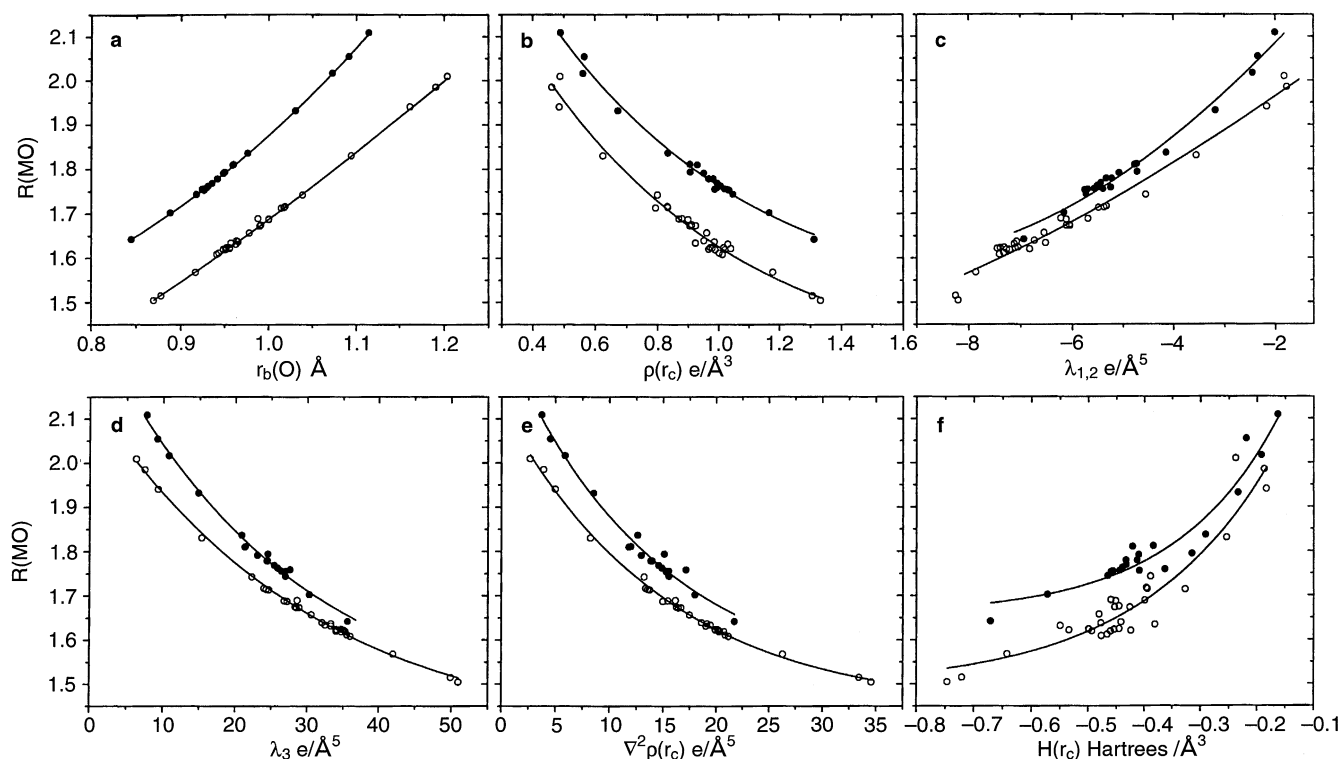 a
b
c
R(MO)
2.1
2.0
1.9
1.8
1.7
1.6
1.5
0.8 0.9 1.0 1.1 1.2
0.4 0.6 0.8 1.0 1.2 1.4 1.6
−8 −6 −4 −2
r_b(O) Å
ρ(r_c) e/Å³
λ_1,2 e/Å⁵
d
e
f
R(MO)
2.1
2.0
1.9
1.8
1.7
1.6
1.5
0 10 20 30 40 50
0 5 10 15 20 25 30 35
−0.8 −0.7 −0.6 −0.5 −0.4 −0.3 −0.2 −0.1
λ_3 e/Å⁵
∇²ρ(r_c) e/Å⁵
H(r_c) Hartrees /Å³